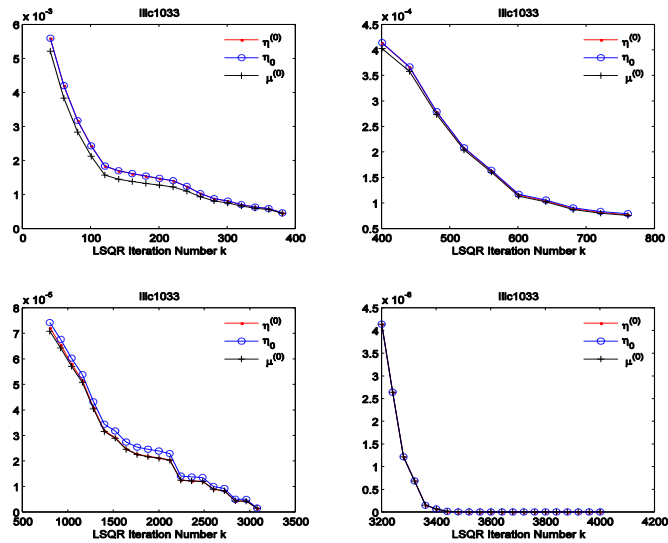 x 10⁻³
illc1033
6
5
4
3
2
1
0
0
100
200
300
400
LSQR Iteration Number k
η⁽⁰⁾
η₀
μ⁽⁰⁾
x 10⁻⁴
illc1033
4.5
4
3.5
3
2.5
2
1.5
1
0.5
400
500
600
700
800
LSQR Iteration Number k
η⁽⁰⁾
η₀
μ⁽⁰⁾
x 10⁻⁵
illc1033
8
7
6
5
4
3
2
1
0
500
1000
1500
2000
2500
3000
3500
LSQR Iteration Number k
η⁽⁰⁾
η₀
μ⁽⁰⁾
x 10⁻⁶
illc1033
4.5
4
3.5
3
2.5
2
1.5
1
0.5
0
3200
3400
3600
3800
4000
4200
LSQR Iteration Number k
η⁽⁰⁾
η₀
μ⁽⁰⁾